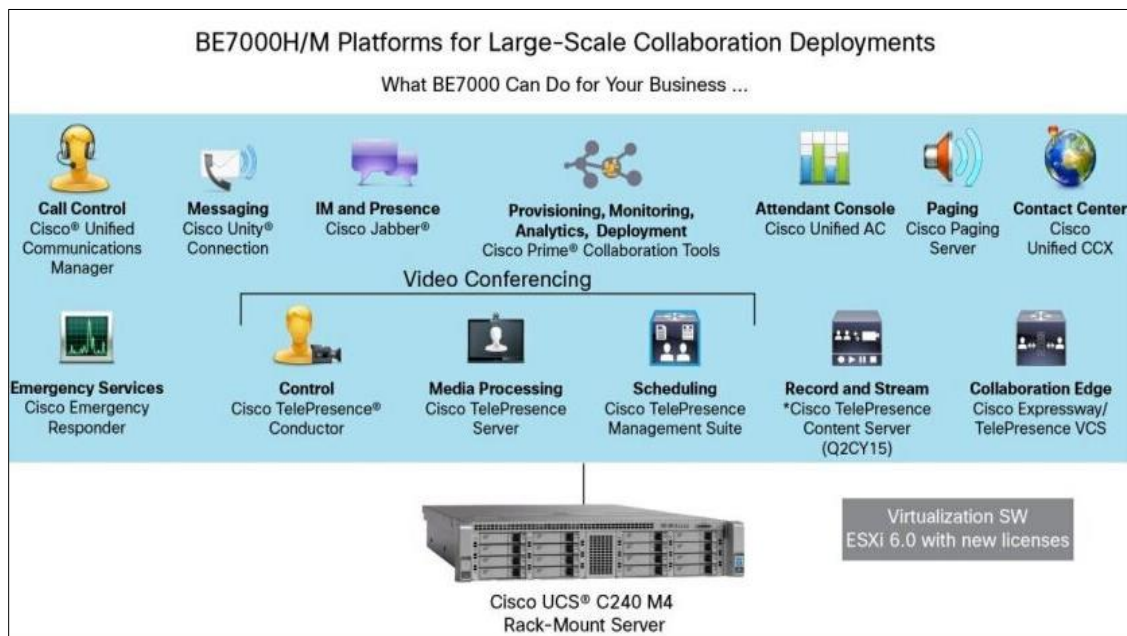 BE7000H/M Platforms for Large-Scale Collaboration Deployments
What BE7000 Can Do for Your Business ...
Call Control
Cisco® Unified
Communications
Manager
Messaging
Cisco Unity®
Connection
IM and Presence
Cisco Jabber®
Provisioning, Monitoring,
Analytics, Deployment
Cisco Prime® Collaboration Tools
Attendant Console
Cisco Unified AC
Paging
Cisco Paging
Server
Contact Center
Cisco
Unified CCX
Video Conferencing
Emergency Services
Cisco Emergency
Responder
Control
Cisco TelePresence®
Conductor
Media Processing
Cisco TelePresence
Server
Scheduling
Cisco TelePresence
Management Suite
Record and Stream
*Cisco TelePresence
Content Server
(Q2CY15)
Collaboration Edge
Cisco Expressway/
TelePresence VCS
Virtualization SW
ESXi 6.0 with new licenses
Cisco UCS® C240 M4
Rack-Mount Server